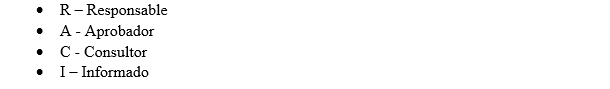 • R – Responsable
• A - Aprobador
• C - Consultor
• I – Informado